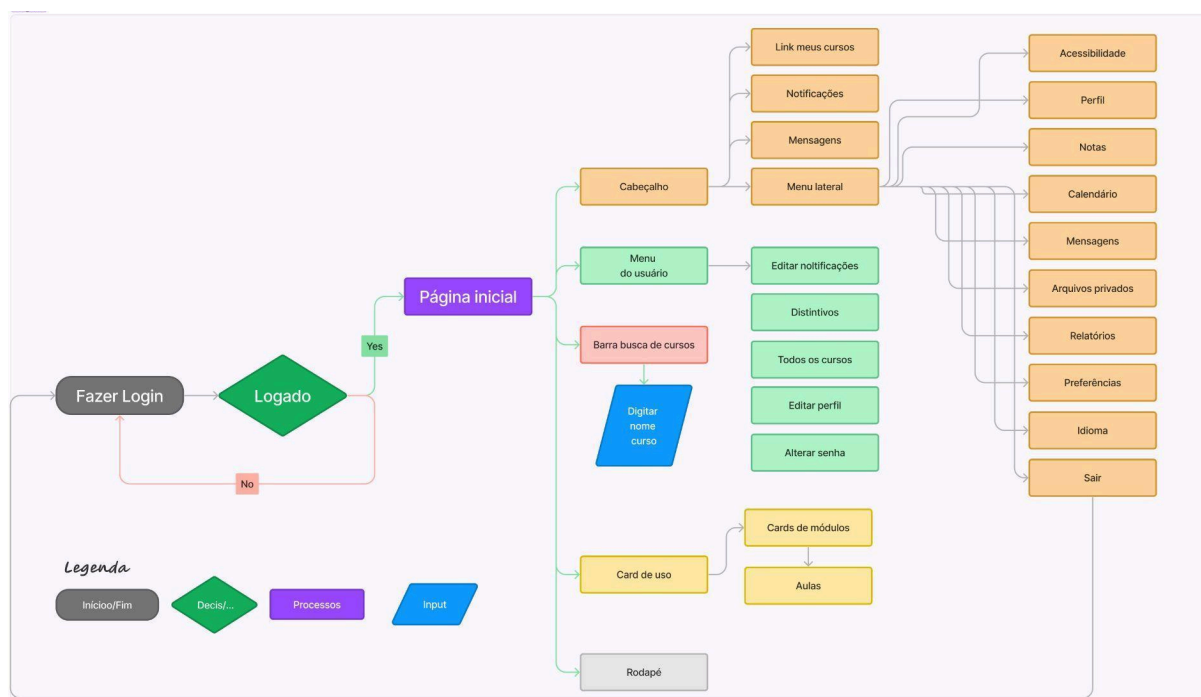 Link meus cursos
Acessibilidade
Notificações
Perfil
Mensagens
Notas
Cabeçalho
Menu lateral
Calendário
Menu
do usuário
Editar noltificações
Mensagens
Página inicial
Distintivos
Arquivos privados
Yes
Barra busca de cursos
Todos os cursos
Relatórios
Fazer Login
Logado
Digitar
nome
curso
Editar perfil
Preferências
Alterar senha
Idioma
No
Sair
Cards de módulos
Legenda
Card de uso
Aulas
Inícioo/Fim
Decis/...
Processos
Input
Rodapé